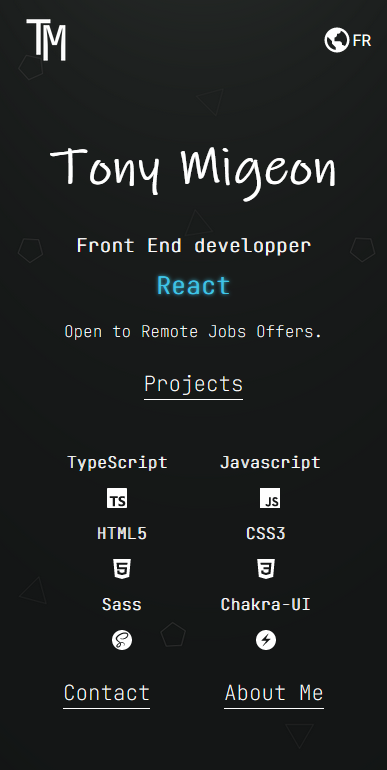 TM
FR
Tony Migeon
Front End developper
React
Open to Remote Jobs Offers.
Projects
TypeScript Javascript
TS JS
HTML5 CSS3
5 3
Sass Chakra-UI
Contact About Me